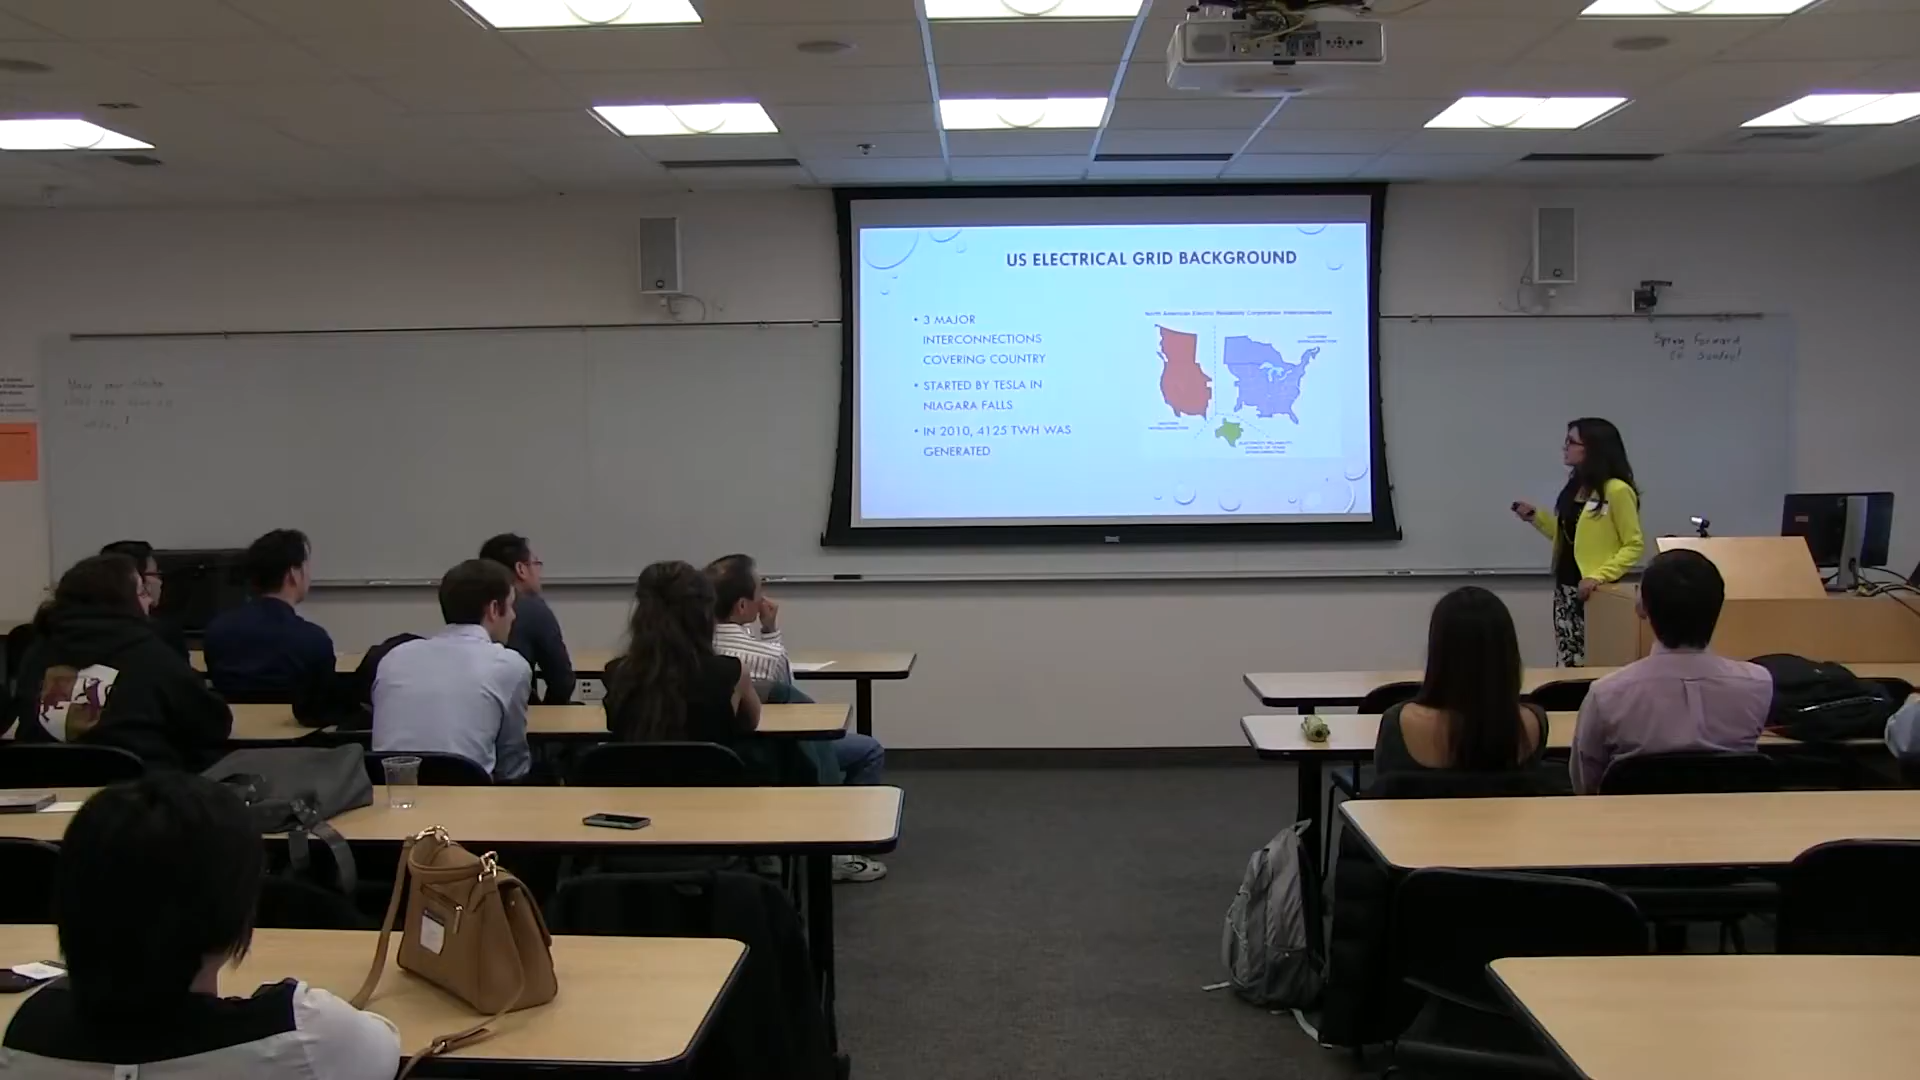 US ELECTRICAL GRID BACKGROUND
• 3 MAJOR
INTERCONNECTIONS
COVERING COUNTRY
• STARTED BY TESLA IN
NIAGARA FALLS
• IN 2010, 4125 TWH WAS
GENERATED
North American Electric Reliability Corporation Interconnections
Spring Forward
on Sunday!